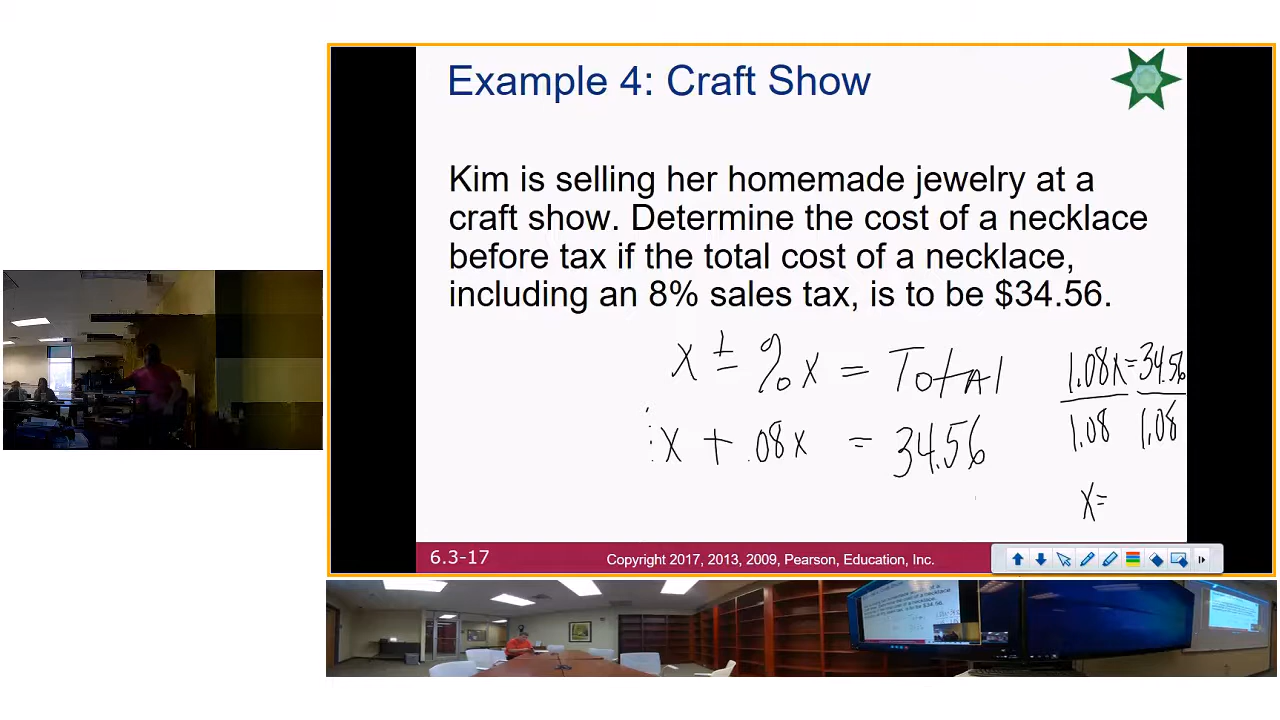 Example 4: Craft Show
Kim is selling her homemade jewelry at a
craft show. Determine the cost of a necklace
before tax if the total cost of a necklace,
including an 8% sales tax, is to be $34.56.
x ± %x = Total
x + .08x = 34.56
1.08x = 34.56
1.08 1.08
x=
6.3-17
Copyright 2017, 2013, 2009, Pearson, Education, Inc.